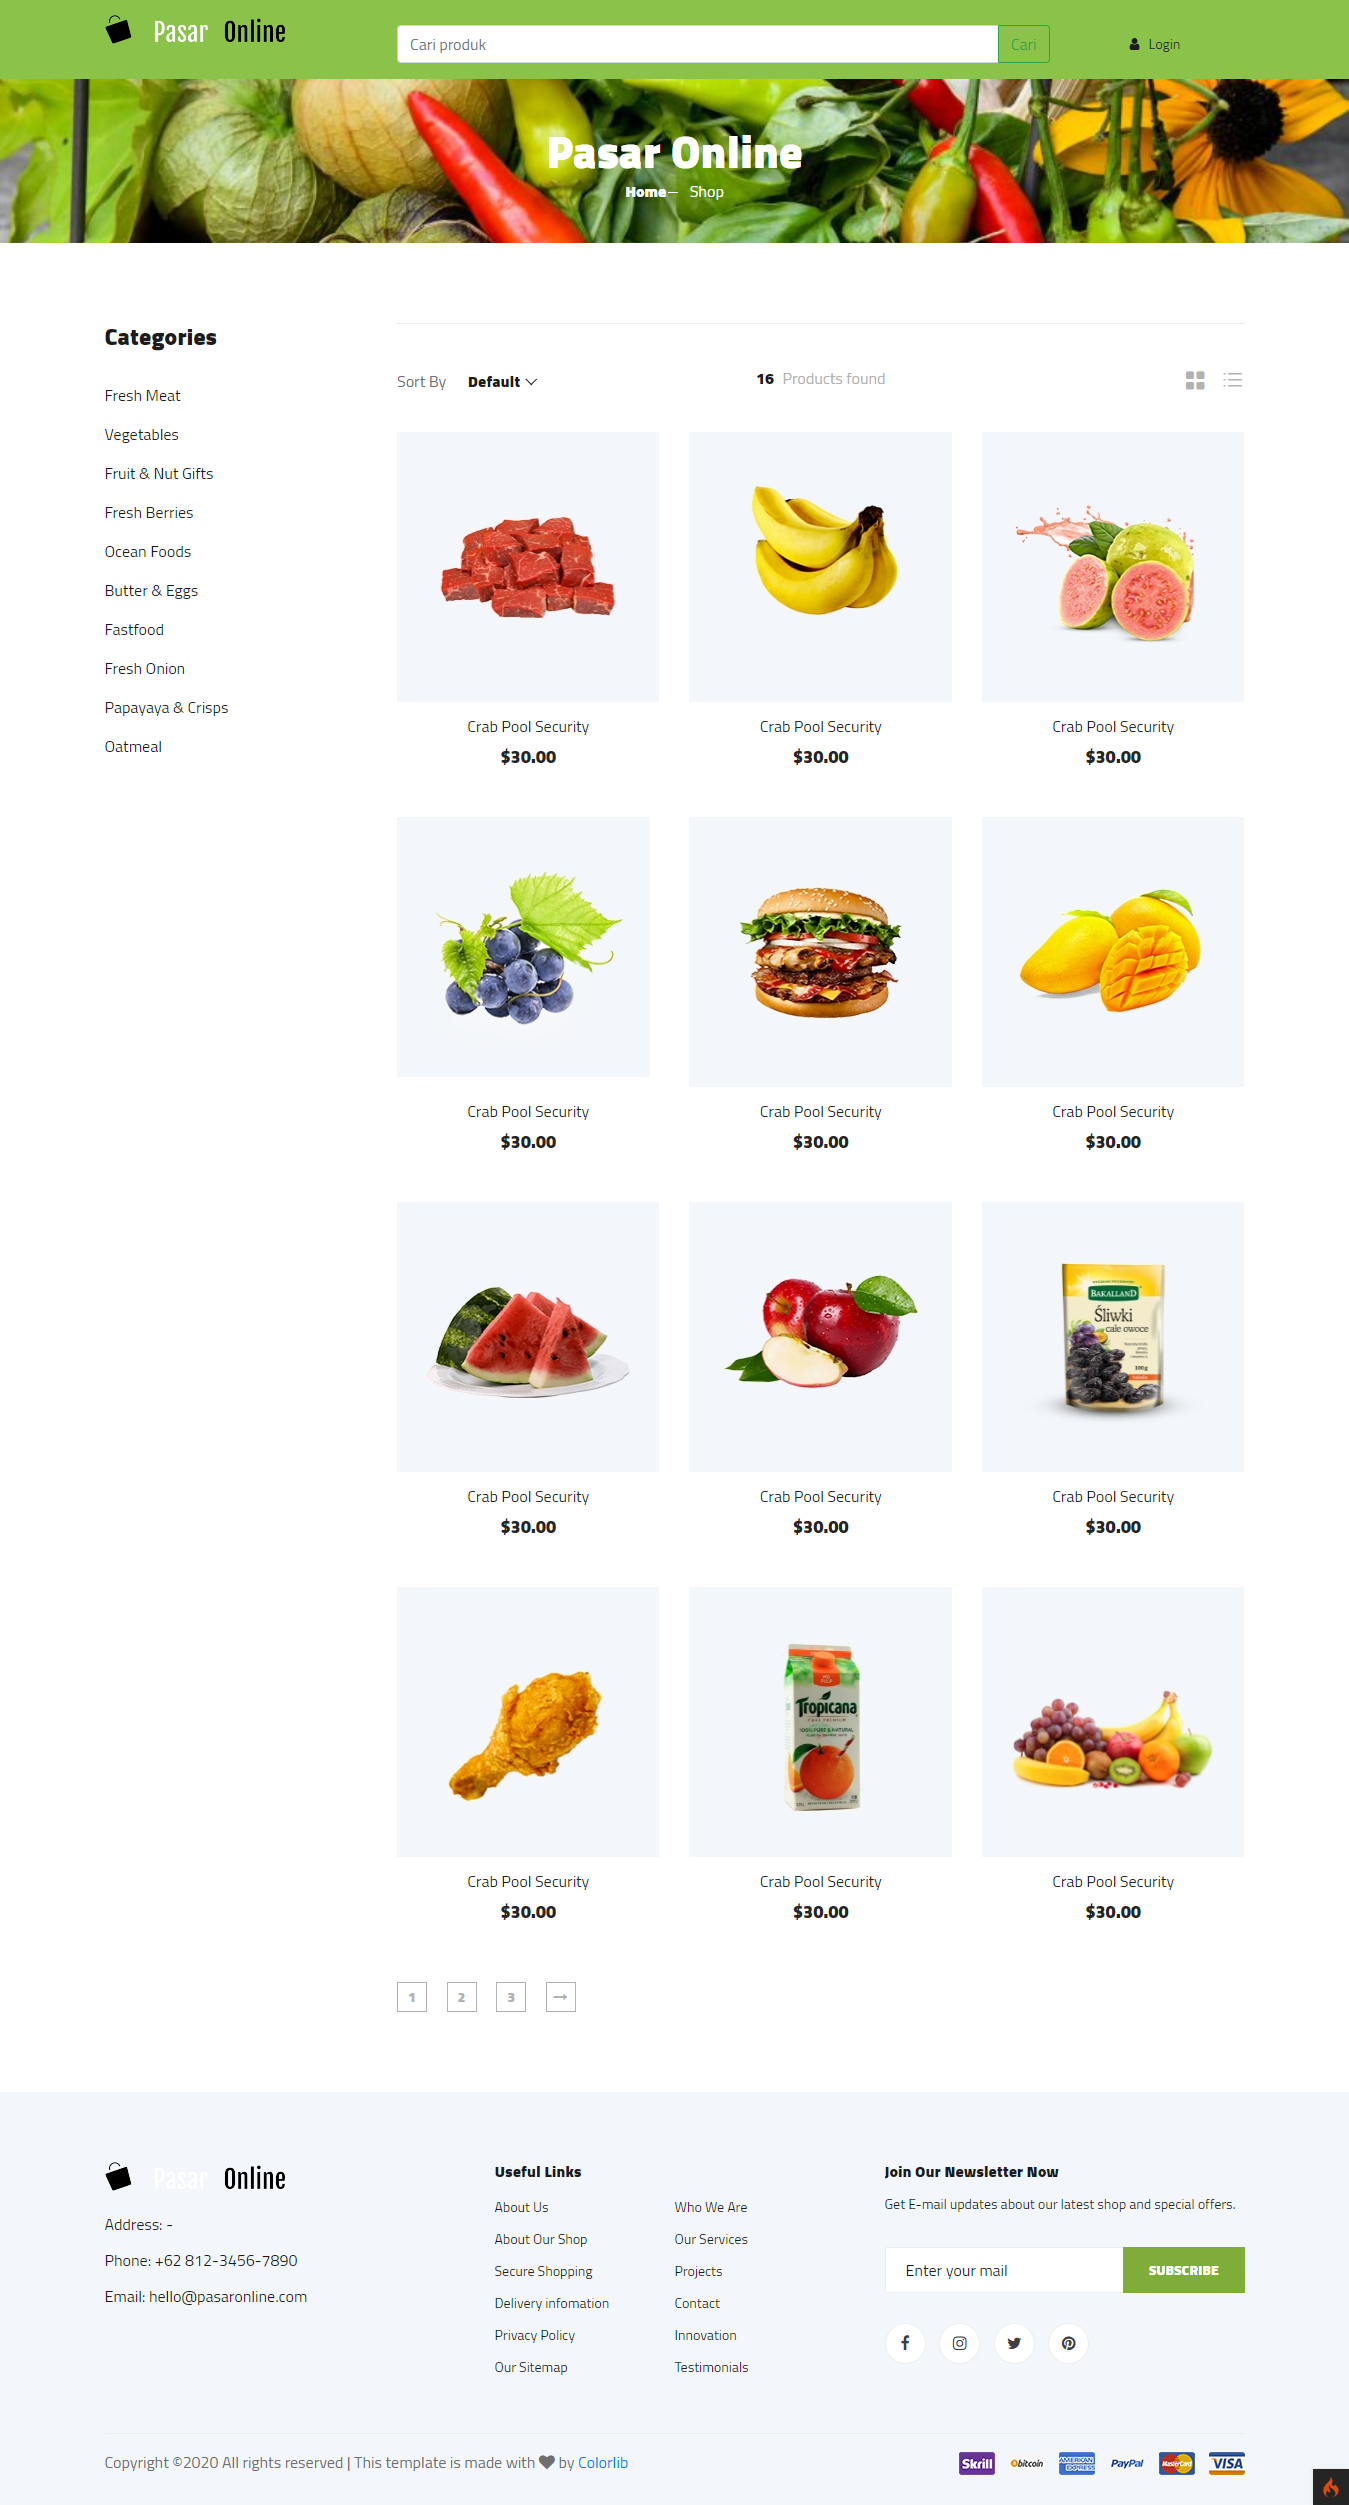 Pasar Online
Cari produk
Cari
Login
Pasar Online
Home
Shop
Categories
Fresh Meat
Vegetables
Fruit & Nut Gifts
Fresh Berries
Ocean Foods
Butter & Eggs
Fastfood
Fresh Onion
Papayaya & Crisps
Oatmeal
Sort By Default
16 Products found
Crab Pool Security
$30.00
Crab Pool Security
$30.00
Crab Pool Security
$30.00
Crab Pool Security
$30.00
Crab Pool Security
$30.00
Crab Pool Security
$30.00
BAKALLAND
Śliwki
całe owoce
100g
Crab Pool Security
$30.00
Crab Pool Security
$30.00
Crab Pool Security
$30.00
Tropicana
100% PURE & NATURAL
Crab Pool Security
$30.00
Crab Pool Security
$30.00
Crab Pool Security
$30.00
1 2 3
Pasar Online
Address: -
Phone: +62 812-3456-7890
Email: hello@pasaronline.com
Useful Links
About Us
About Our Shop
Secure Shopping
Delivery infomation
Privacy Policy
Our Sitemap
Who We Are
Our Services
Projects
Contact
Innovation
Testimonials
Join Our Newsletter Now
Get E-mail updates about our latest shop and special offers.
Enter your mail
SUBSCRIBE
Copyright ©2020 All rights reserved | This template is made with ♥ by Colorlib
Skrill
bitcoin
AMERICAN EXPRESS
PayPal
MasterCard
VISA